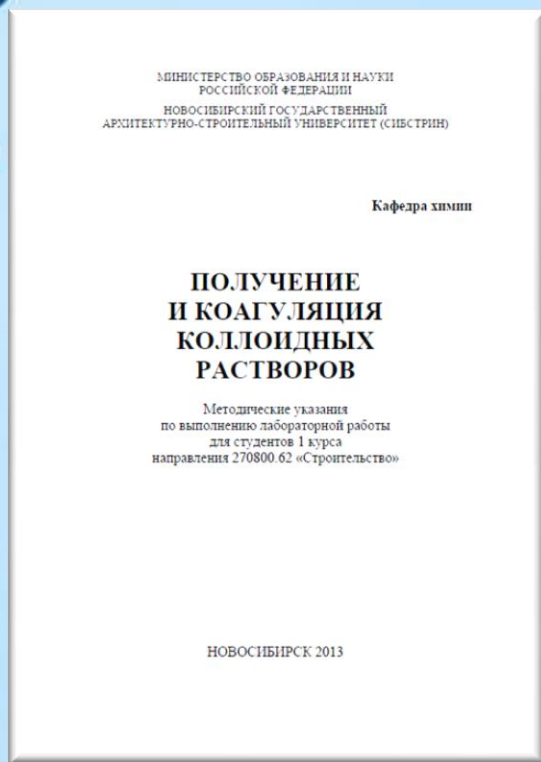 МИНИСТЕРСТВО ОБРАЗОВАНИЯ И НАУКИ
РОССИЙСКОЙ ФЕДЕРАЦИИ
НОВОСИБИРСКИЙ ГОСУДАРСТВЕННЫЙ
АРХИТЕКТУРНО-СТРОИТЕЛЬНЫЙ УНИВЕРСИТЕТ (СИБСТРИН)
Кафедра химии
ПОЛУЧЕНИЕ
И КОАГУЛЯЦИЯ
КОЛЛОИДНЫХ
РАСТВОРОВ
Методические указания
по выполнению лабораторной работы
для студентов 1 курса
направления 270800.62 «Строительство»
НОВОСИБИРСК 2013